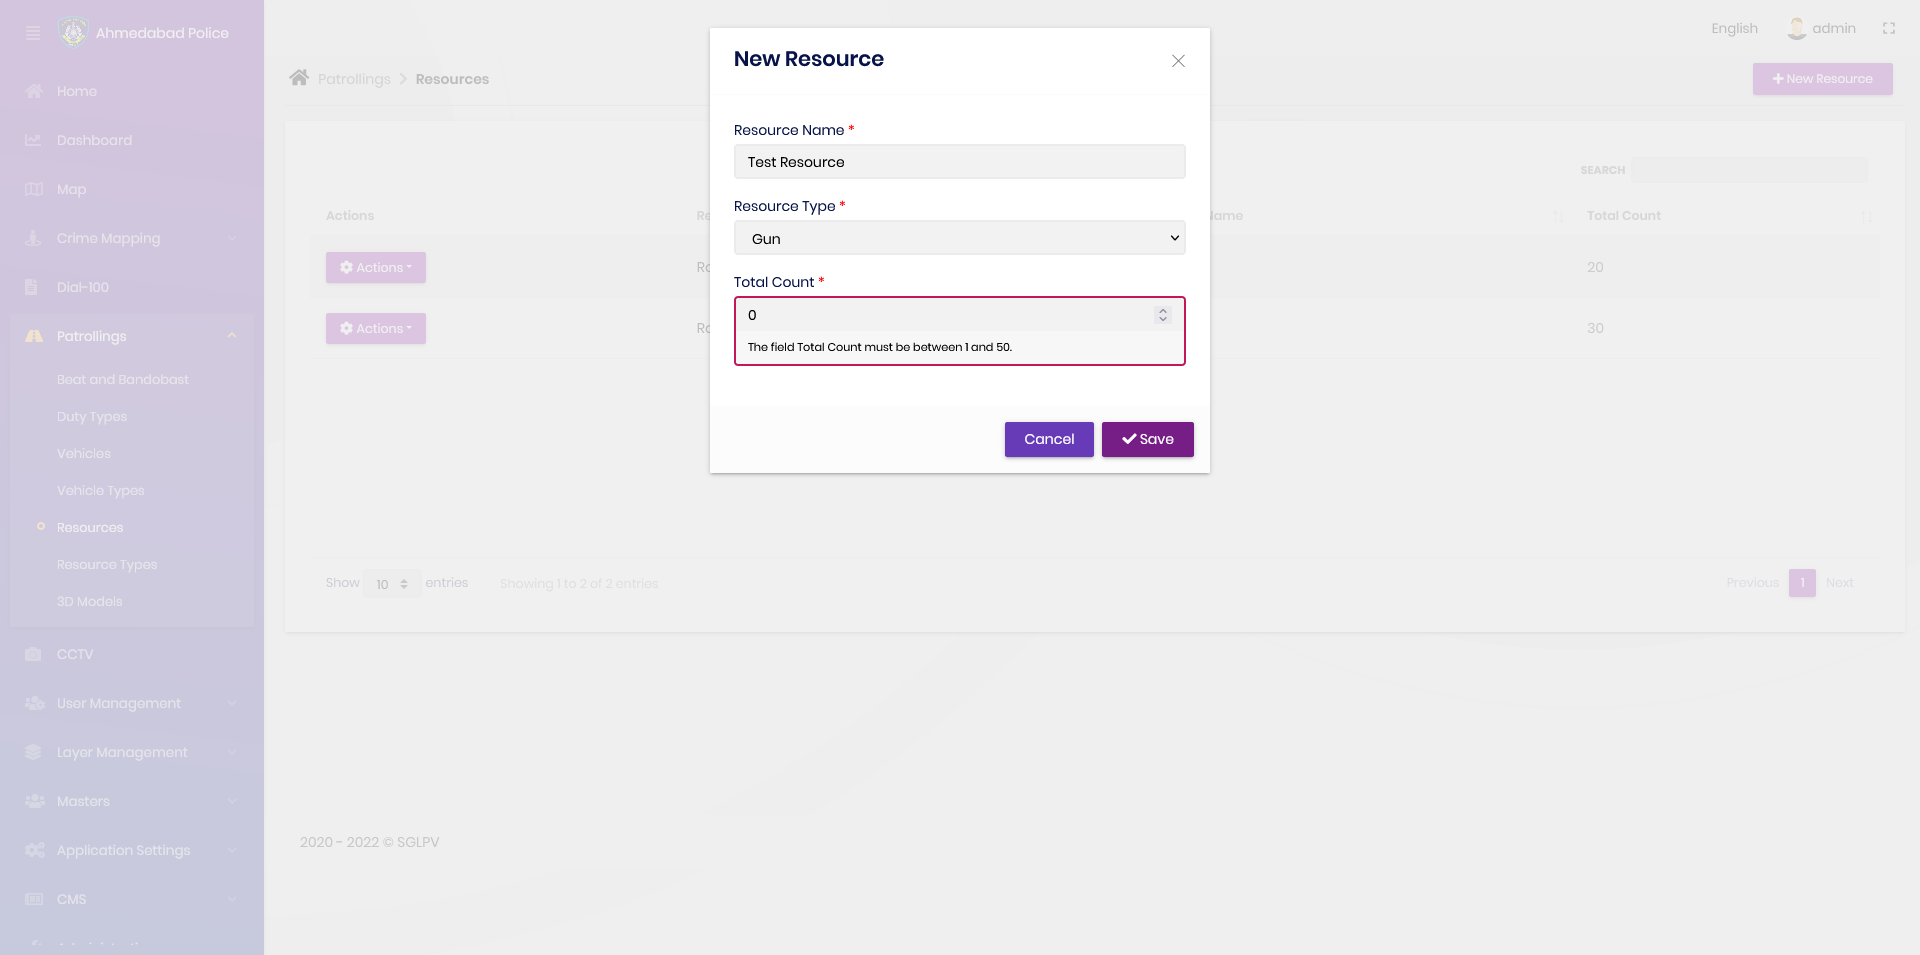 Ahmedabad Police
Home
Dashboard
Map
Crime Mapping
Dial-100
Patrollings
Beat and Bandobast
Duty Types
Vehicles
Vehicle Types
Resources
Resource Types
3D Models
CCTV
User Management
Layer Management
Masters
Application Settings
CMS
English
admin
Patrollings > Resources
+ New Resource
SEARCH
Actions
Name
Total Count
Actions
20
Actions
30
Show 10 entries
Showing 1 to 2 of 2 entries
Previous 1 Next
2020 - 2022 © SGLPV
New Resource
Resource Name *
Test Resource
Resource Type *
Gun
Total Count *
0
The field Total Count must be between 1 and 50.
Cancel
Save